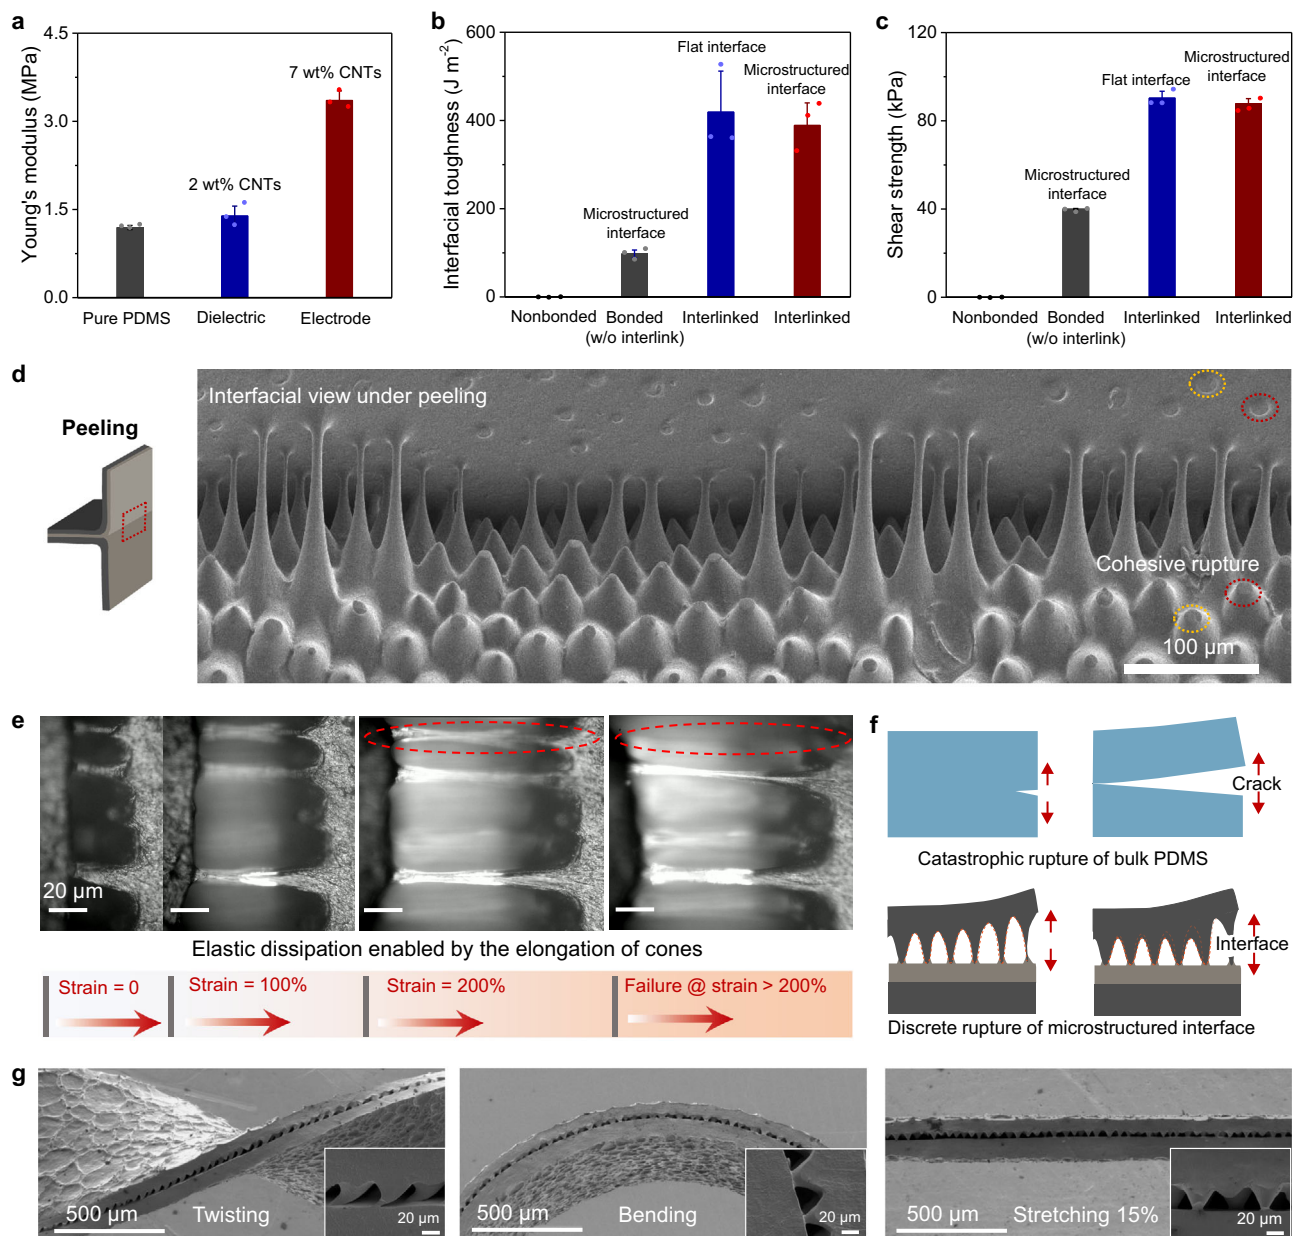 a
Young's modulus (MPa)
4.5
3.0
1.5
0.0
7 wt% CNTs
2 wt% CNTs
Pure PDMS
Dielectric
Electrode
b
Interfacial toughness (J m-2)
600
400
200
0
Flat interface
Microstructured
interface
Microstructured
interface
Nonbonded
Bonded
(w/o interlink)
Interlinked
Interlinked
c
Shear strength (kPa)
120
80
40
0
Microstructured
interface
Flat interface
Microstructured
interface
Nonbonded
Bonded
(w/o interlink)
Interlinked
Interlinked
d
Peeling
Interfacial view under peeling
Cohesive rupture
100 µm
e
20 µm
Elastic dissipation enabled by the elongation of cones
Strain = 0
Strain = 100%
Strain = 200%
Failure @ strain > 200%
f
Crack
Catastrophic rupture of bulk PDMS
Interface
Discrete rupture of microstructured interface
g
500 µm
Twisting
20 µm
500 µm
Bending
20 µm
500 µm
Stretching 15%
20 µm